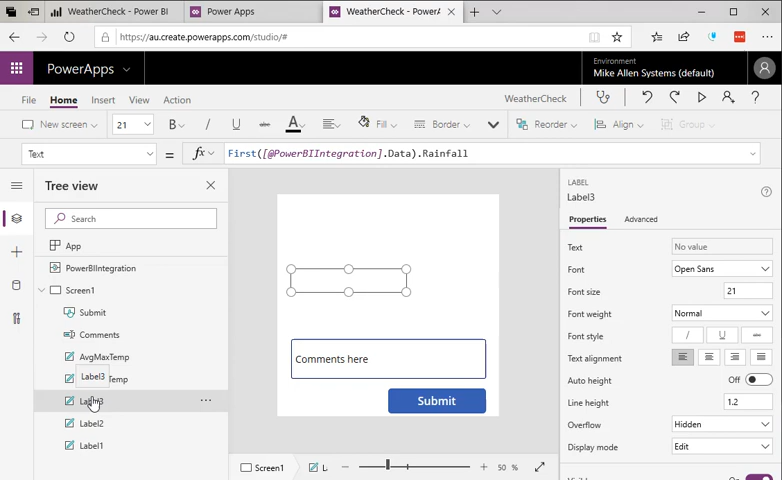 WeatherCheck - Power BI
Power Apps
WeatherCheck - PowerA
https://au.create.powerapps.com/studio/#
PowerApps
Environment
Mike Allen Systems (default)
File
Home
Insert
View
Action
WeatherCheck
New screen
21
B
I
U
abc
A
Fill
Border
Reorder
Align
Group
Text
=
fx
First([@PowerBIIntegration].Data).Rainfall
Tree view
Search
App
PowerBIIntegration
Screen1
Submit
Comments
AvgMaxTemp
Label3
Temp
Label3
Label2
Label1
Comments here
Submit
Screen1
L
50 %
LABEL
Label3
Properties
Advanced
Text
No value
Font
Open Sans
Font size
21
Font weight
Normal
Font style
Text alignment
Auto height
Off
Line height
1.2
Overflow
Hidden
Display mode
Edit